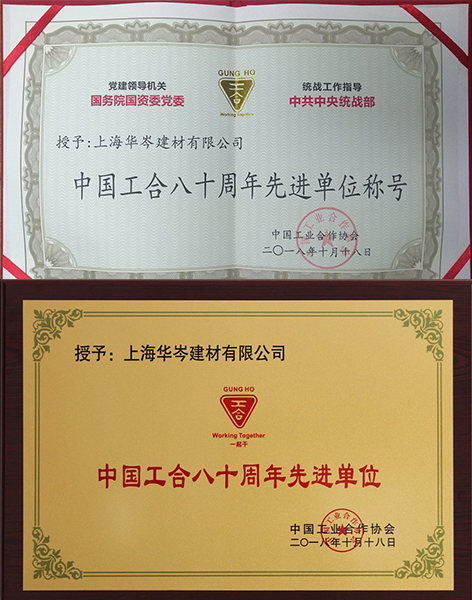 GUNG HO
工合
Working Together
党建领导机关
国务院国资委党委
统战工作指导
中共中央统战部
授予:上海华岑建材有限公司
中国工合八十周年先进单位称号
中国工业合作协会
二〇一八年十月十八日
授予:上海华岑建材有限公司
GUNG HO
工合
Working Together
一起干
中国工合八十周年先进单位
中国工业合作协会
二〇一八年十月十八日